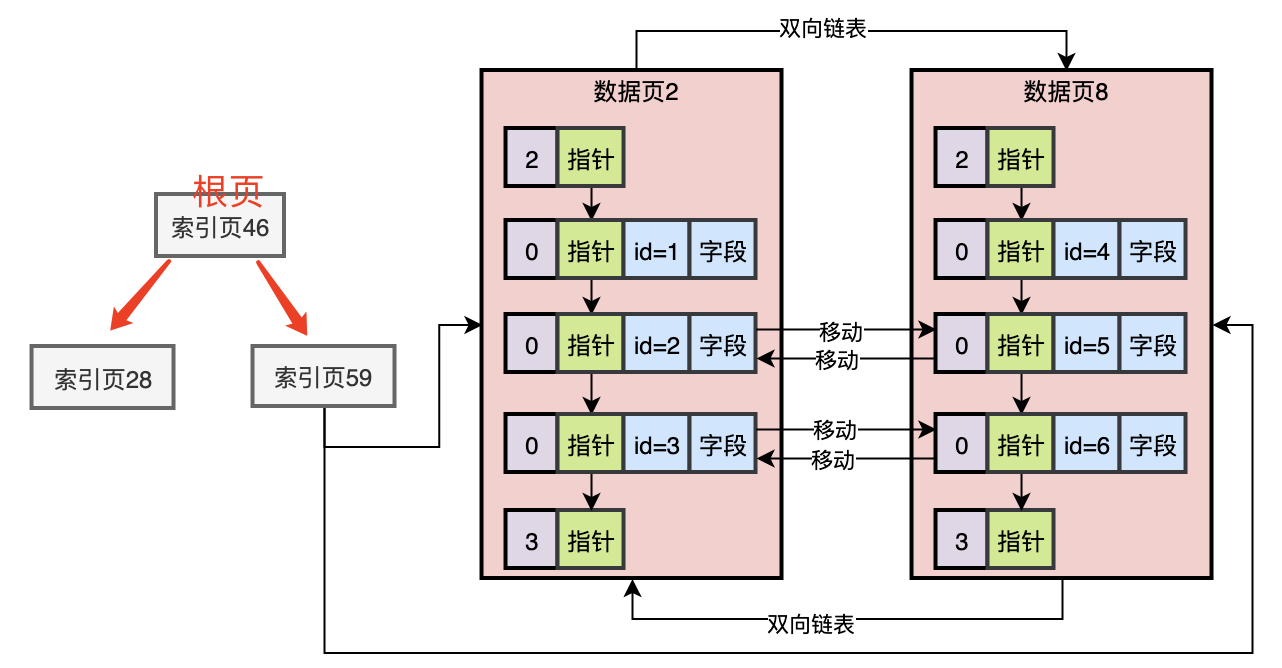 双向链表
根页
索引页46
索引页28
索引页59
数据页2
2 指针
0 指针 id=1 字段
0 指针 id=2 字段
0 指针 id=3 字段
3 指针
移动
移动
移动
移动
数据页8
2 指针
0 指针 id=4 字段
0 指针 id=5 字段
0 指针 id=6 字段
3 指针
双向链表